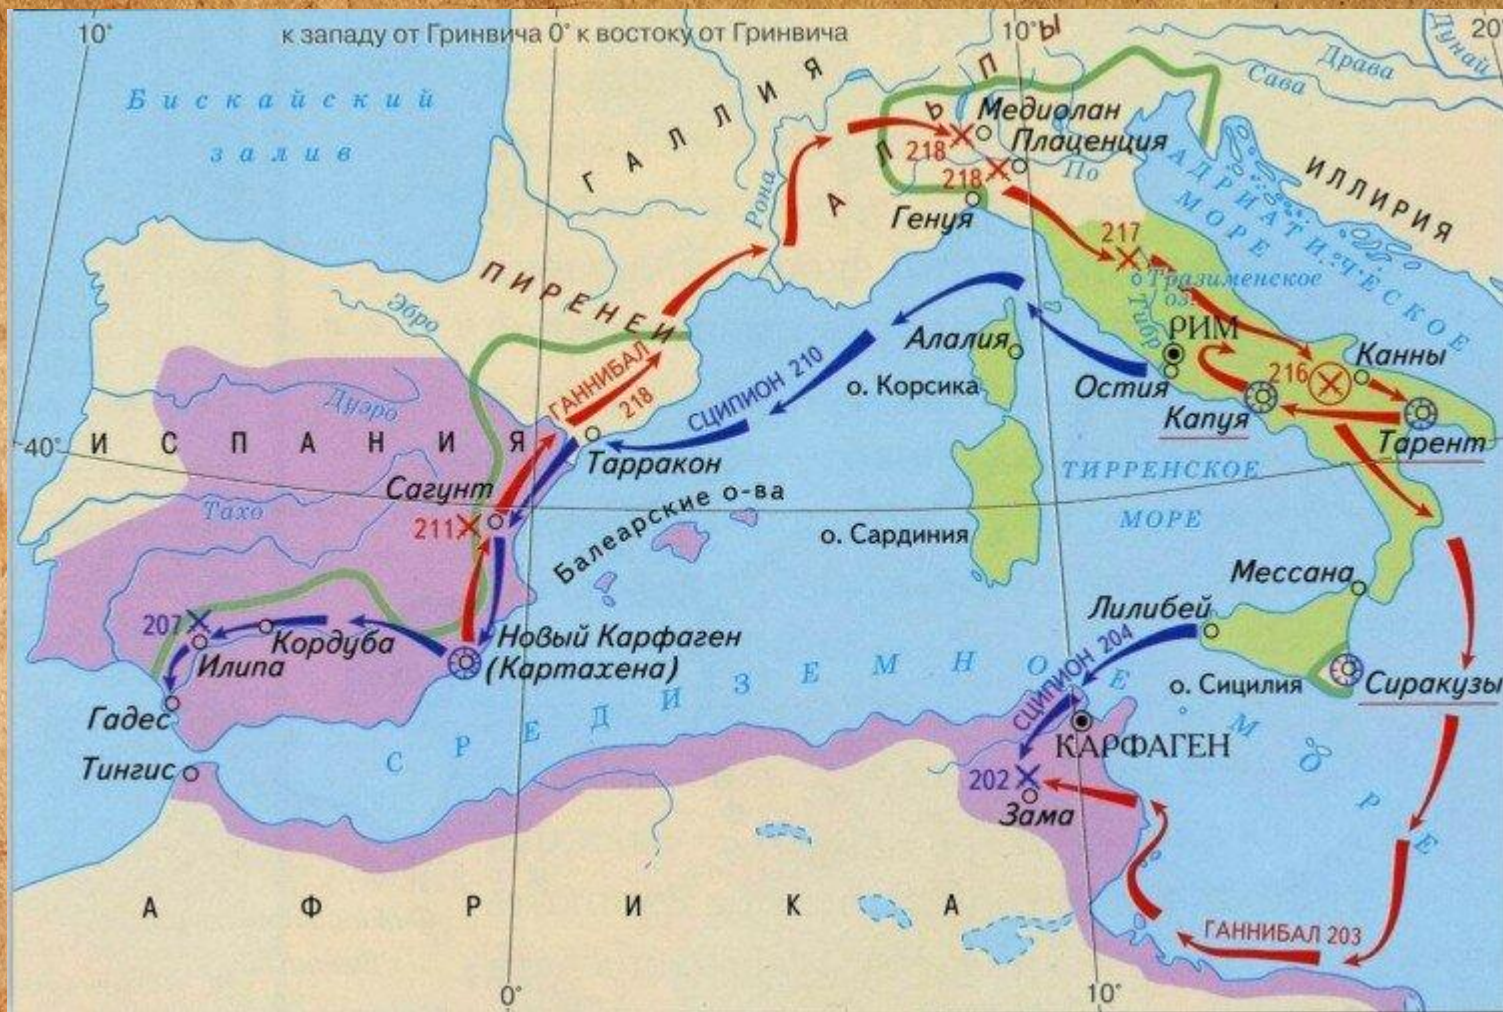 10°
к западу от Гринвича 0° к востоку от Гринвича
10°
20°
Бискайский
залив
ГАЛЛИЯ
АЛЬПЫ
Драва
Сава
Дунай
Медиолан
218
Плаценция
218
По
Генуя
Рона
ИЛЛИРИЯ
АДРИАТИЧЕСКОЕ
МОРЕ
217
Тразименское
оз.
Тибр
РИМ
ПИРЕНЕИ
Эбро
Алалия
о. Корсика
Остия
Канны
216
Капуя
Тарент
ГАННИБАЛ
218
СЦИПИОН 210
Дуэро
40°
ИСПАНИЯ
Тарракон
Сагунт
211
Тахо
Балеарские о-ва
о. Сардиния
ТИРРЕНСКОЕ
МОРЕ
Мессана
Лилибей
207
Кордуба
Илипа
Новый Карфаген
(Картахена)
Гадес
Тингис
СРЕДИЗЕМНОЕ МОРЕ
СЦИПИОН 204
о. Сицилия
Сиракузы
КАРФАГЕН
202
Зама
АФРИКА
ГАННИБАЛ 203
0°
10°